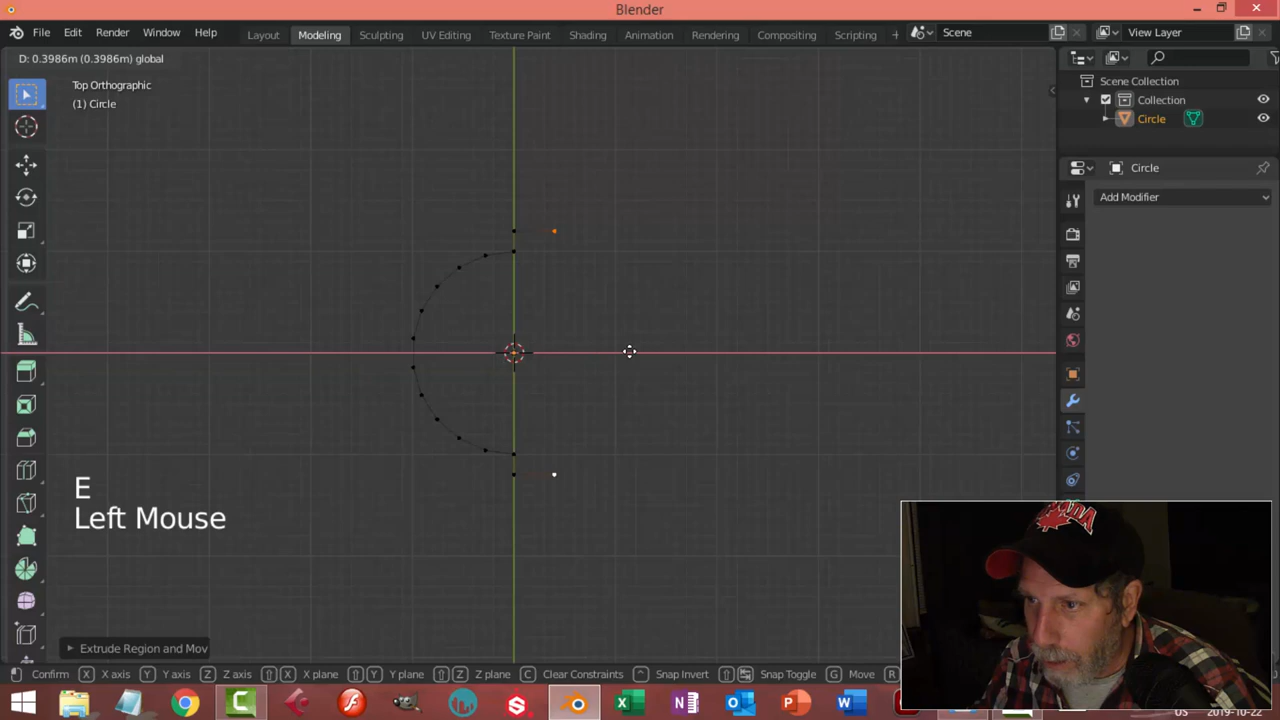 Blender
File Edit Render Window Help Layout Modeling Sculpting UV Editing Texture Paint Shading Animation Rendering Compositing Scripting + Scene View Layer
D: 0.3986m (0.3986m) global
Top Orthographic
(1) Circle
Scene Collection
Collection
Circle
Circle
Add Modifier
E
Left Mouse
Extrude Region and Mov
Confirm X X axis Y Y axis Z Z axis X X plane Y Y plane Z Z plane C Clear Constraints Snap Invert Snap Toggle G Move R
2019-10-22